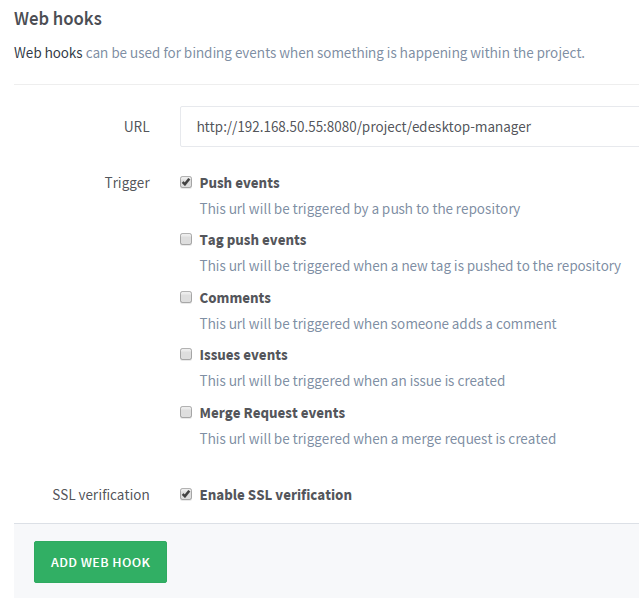 Web hooks
Web hooks can be used for binding events when something is happening within the project.
URL http://192.168.50.55:8080/project/edesktop-manager
Trigger Push events
This url will be triggered by a push to the repository
Tag push events
This url will be triggered when a new tag is pushed to the repository
Comments
This url will be triggered when someone adds a comment
Issues events
This url will be triggered when an issue is created
Merge Request events
This url will be triggered when a merge request is created
SSL verification Enable SSL verification
ADD WEB HOOK